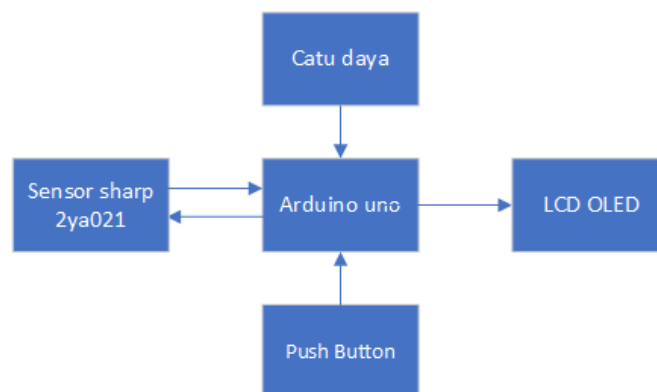 Catu daya
Sensor sharp
2ya021
Arduino uno
LCD OLED
Push Button